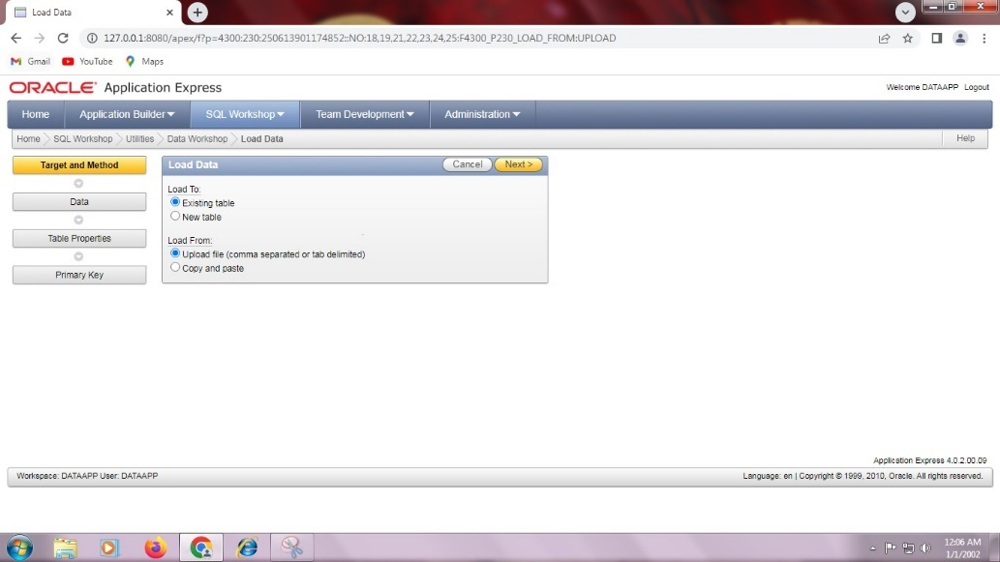 Load Data
127.0.0.1:8080/apex/f?p=4300:230:250613901174852::NO:18,19,21,22,23,24,25:F4300_P230_LOAD_FROM:UPLOAD
Gmail YouTube Maps
ORACLE Application Express Welcome DATAAPP Logout
Home Application Builder SQL Workshop Team Development Administration
Home SQL Workshop Utilities Data Workshop Load Data Help
Target and Method
Data
Table Properties
Primary Key
Load Data Cancel Next >
Load To:
Existing table
New table
Load From:
Upload file (comma separated or tab delimited)
Copy and paste
Application Express 4.0.2.00.09
Workspace: DATAAPP User: DATAAPP Language: en | Copyright © 1999, 2010, Oracle. All rights reserved.
12:06 AM
1/1/2002